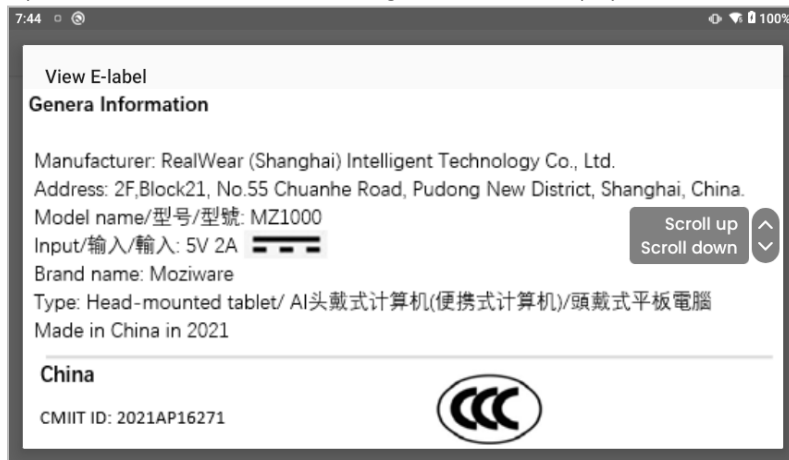 7:44
100%
View E-label
Genera Information
Manufacturer: RealWear (Shanghai) Intelligent Technology Co., Ltd.
Address: 2F,Block21, No.55 Chuanhe Road, Pudong New District, Shanghai, China.
Model name/型号/型號: MZ1000
Input/输入/輸入: 5V 2A
Brand name: Moziware
Type: Head-mounted tablet/ AI头戴式计算机(便携式计算机)/頭戴式平板電腦
Made in China in 2021
Scroll up
Scroll down
China
CMIIT ID: 2021AP16271
CCC